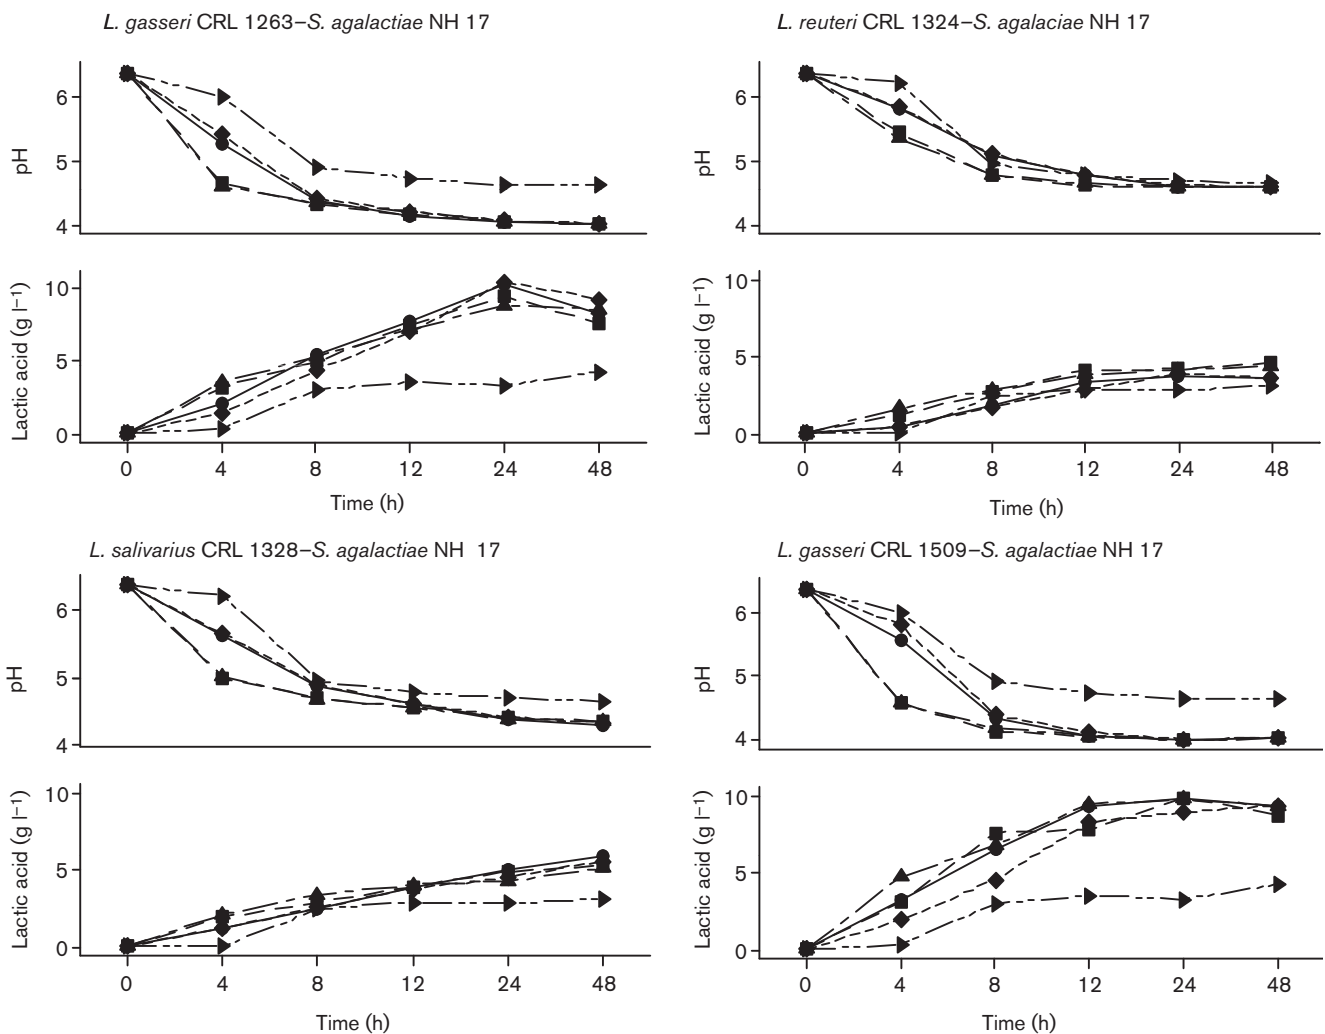 L. gasseri CRL 1263–S. agalactiae NH 17
6
5
4
pH
10
5
0
Lactic acid (g l–1)
0 4 8 12 24 48
Time (h)
L. reuteri CRL 1324–S. agalaciae NH 17
6
5
4
pH
10
5
0
Lactic acid (g l–1)
0 4 8 12 24 48
Time (h)
L. salivarius CRL 1328–S. agalactiae NH 17
6
5
4
pH
10
5
0
Lactic acid (g l–1)
0 4 8 12 24 48
Time (h)
L. gasseri CRL 1509–S. agalactiae NH 17
6
5
4
pH
10
5
0
Lactic acid (g l–1)
0 4 8 12 24 48
Time (h)